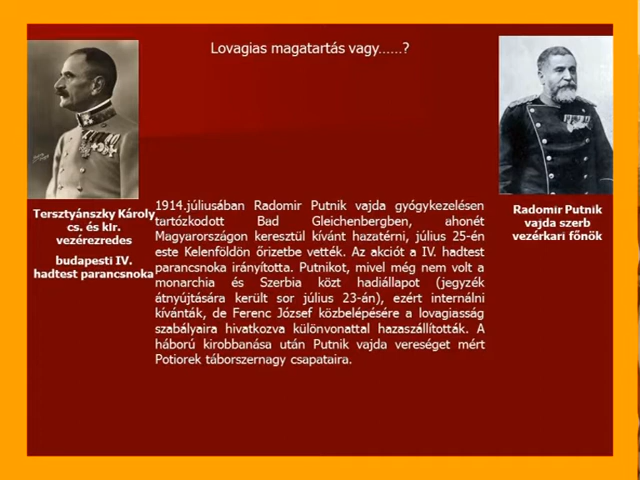 Lovagias magatartás vagy......?
Tersztyánszky Károly
cs. és kir.
vezérezredes
budapesti IV.
hadtest parancsnoka
1914.júliusában Radomir Putnik vajda gyógykezelésen
tartózkodott Bad Gleichenbergben, ahonét
Magyarországon keresztül kívánt hazatérni, július 25-én
este Kelenföldön őrizetbe vették. Az akciót a IV. hadtest
parancsnoka irányította. Putnikot, mivel még nem volt a
monarchia és Szerbia közt hadiállapot (jegyzék
átnyújtására került sor július 23-án), ezért internálni
kívánták, de Ferenc József közbelépésére a lovagiasság
szabályaira hivatkozva különvonattal hazaszállították. A
háború kirobbanása után Putnik vajda vereséget mért
Potiorek táborszernagy csapataira.
Radomir Putnik
vajda szerb
vezérkari főnök